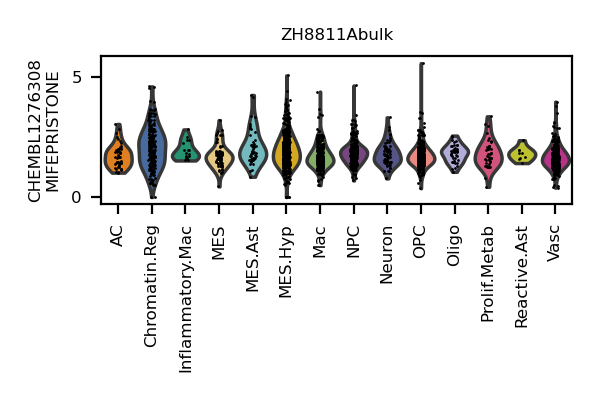 ZH8811Abulk
CHEMBL1276308
MIFEPRISTONE
5
0
AC
Chromatin.Reg
Inflammatory.Mac
MES
MES.Ast
MES.Hyp
Mac
NPC
Neuron
OPC
Oligo
Prolif.Metab
Reactive.Ast
Vasc